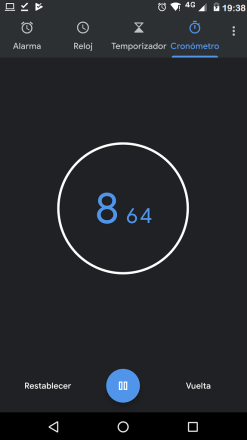 4G 19:38
Alarma Reloj Temporizador Cronómetro
8 64
Restablecer Vuelta